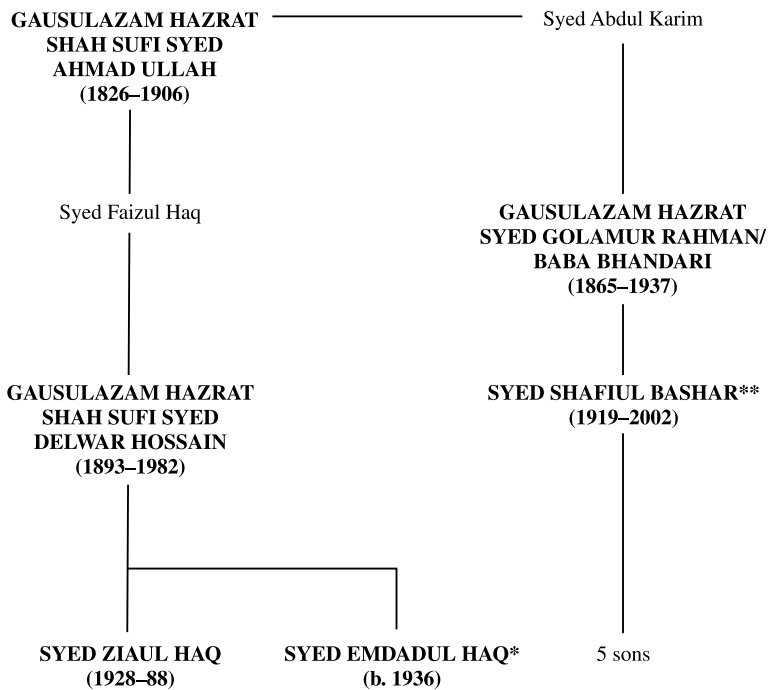 GAUSULAZAM HAZRAT
SHAH SUFI SYED
AHMAD ULLAH
(1826–1906)
Syed Abdul Karim
Syed Faizul Haq
GAUSULAZAM HAZRAT
SYED GOLAMUR RAHMAN/
BABA BHANDARI
(1865–1937)
GAUSULAZAM HAZRAT
SHAH SUFI SYED
DELWAR HOSSAIN
(1893–1982)
SYED SHAFIUL BASHAR**
(1919–2002)
SYED ZIAUL HAQ
(1928–88)
SYED EMDADUL HAQ*
(b. 1936)
5 sons